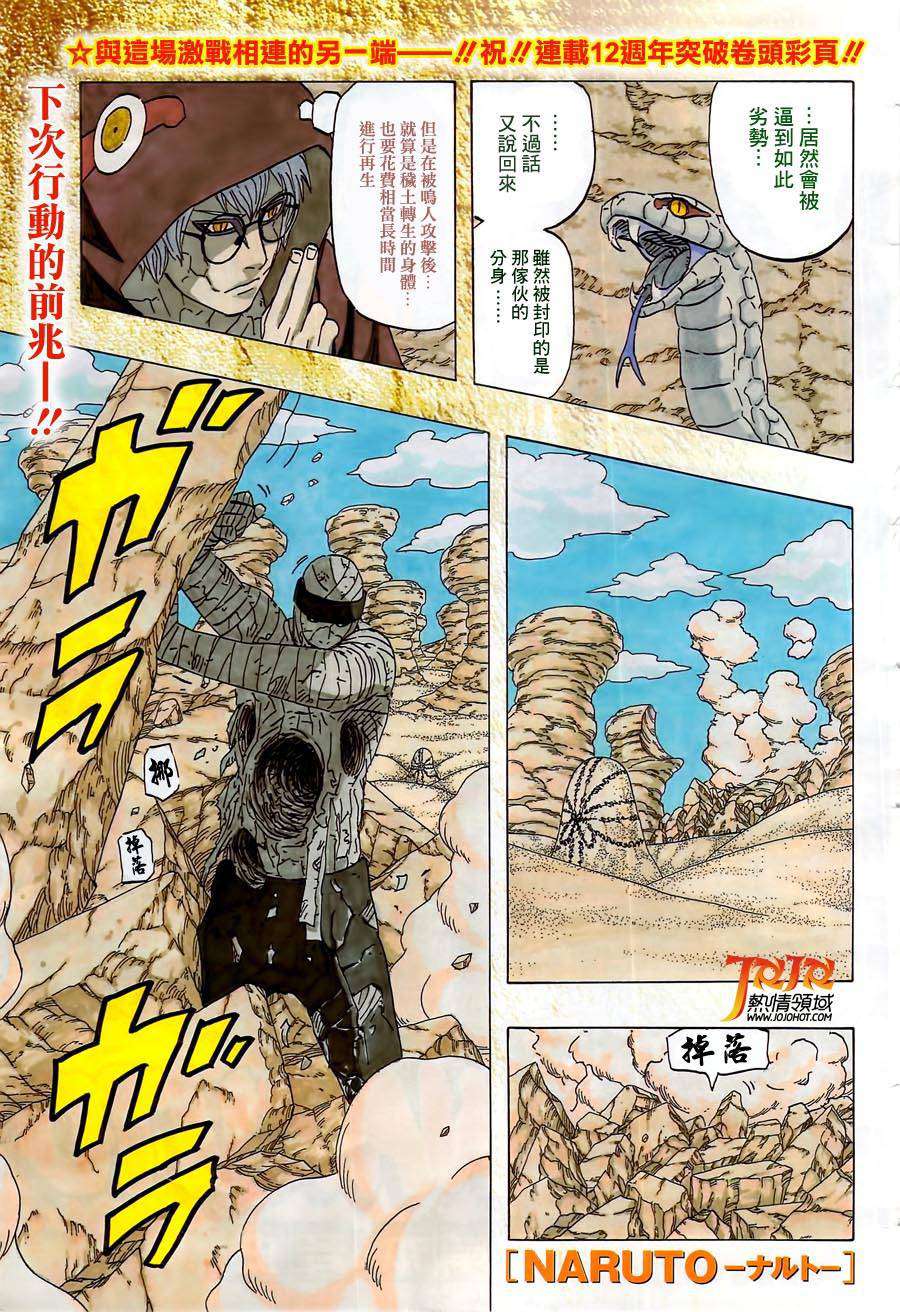 ☆與這場激戰相連的另一端——!!祝!!連載12週年突破卷頭彩頁!!
下次行動的前兆—!!
…居然會被
逼到如此
劣勢…
………
不過話
又說回來
雖然被封印的是
那傢伙的
分身……
但是在被鳴人攻擊後…
就算是穢土轉生的身體…
也要花費相當長時間
進行再生
JOJO
熱情領域
WWW.JOJOHOT.COM
掉落
[NARUTO—ナルト—]
ガラ
挪
掉落
ガラ